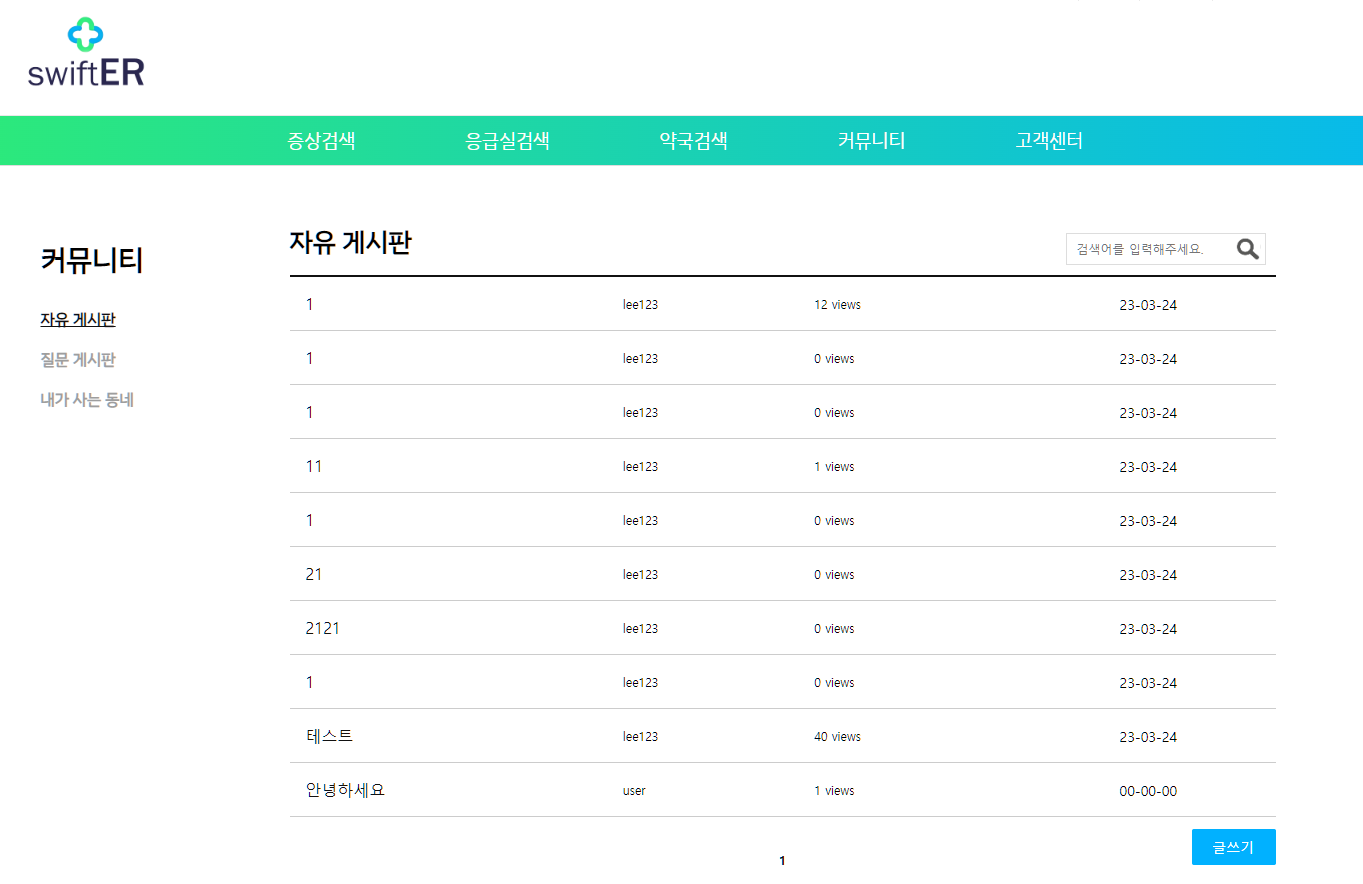 swiftER
증상검색 응급실검색 약국검색 커뮤니티 고객센터
커뮤니티
자유 게시판
질문 게시판
내가 사는 동네
자유 게시판
검색어를 입력해주세요.
1 lee123 12 views 23-03-24
1 lee123 0 views 23-03-24
1 lee123 0 views 23-03-24
11 lee123 1 views 23-03-24
1 lee123 0 views 23-03-24
21 lee123 0 views 23-03-24
2121 lee123 0 views 23-03-24
1 lee123 0 views 23-03-24
테스트 lee123 40 views 23-03-24
안녕하세요 user 1 views 00-00-00
글쓰기
1